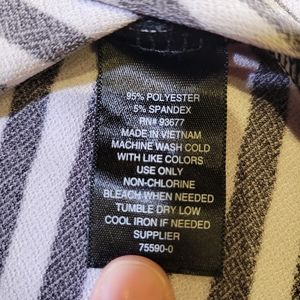 95% POLYESTER
5% SPANDEX
RN# 93677
MADE IN VIETNAM
MACHINE WASH COLD
WITH LIKE COLORS
USE ONLY
NON-CHLORINE
BLEACH WHEN NEEDED
TUMBLE DRY LOW
COOL IRON IF NEEDED
SUPPLIER
75590-0